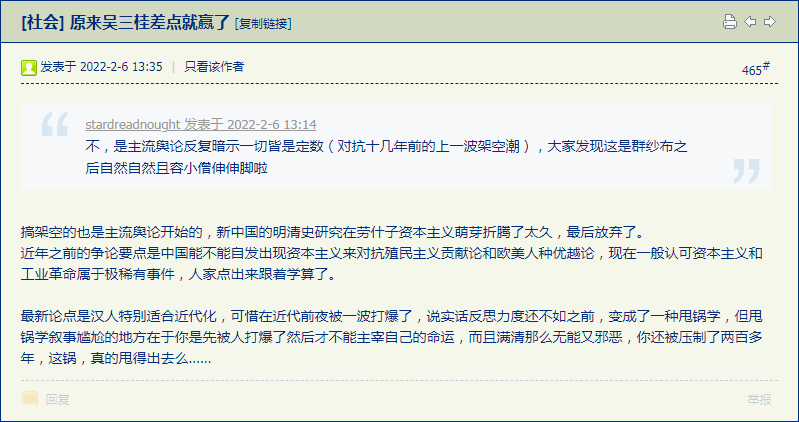 [社会] 原来吴三桂差点就赢了 [复制链接]
发表于 2022-2-6 13:35 | 只看该作者
465#
stardreadnought 发表于 2022-2-6 13:14
不，是主流舆论反复暗示一切皆是定数（对抗十几年前的上一波架空潮），大家发现这是群纱布之
后自然自然且容小僧伸伸脚啦
搞架空的也是主流舆论开始的，新中国的明清史研究在劳什子资本主义萌芽折腾了太久，最后放弃了。
近年之前的争论要点是中国能不能自发出现资本主义来对抗殖民主义贡献论和欧美人种优越论，现在一般认可资本主义和
工业革命属于极稀有事件，人家点出来跟着学算了。
最新论点是汉人特别适合近代化，可惜在近代前夜被一波打爆了，说实话反思力度还不如之前，变成了一种甩锅学，但甩
锅学叙事尴尬的地方在于你是先被人打爆了然后才不能主宰自己的命运，而且满清那么无能又邪恶，你还被压制了两百多
年，这锅，真的甩得出去么......
回复
举报